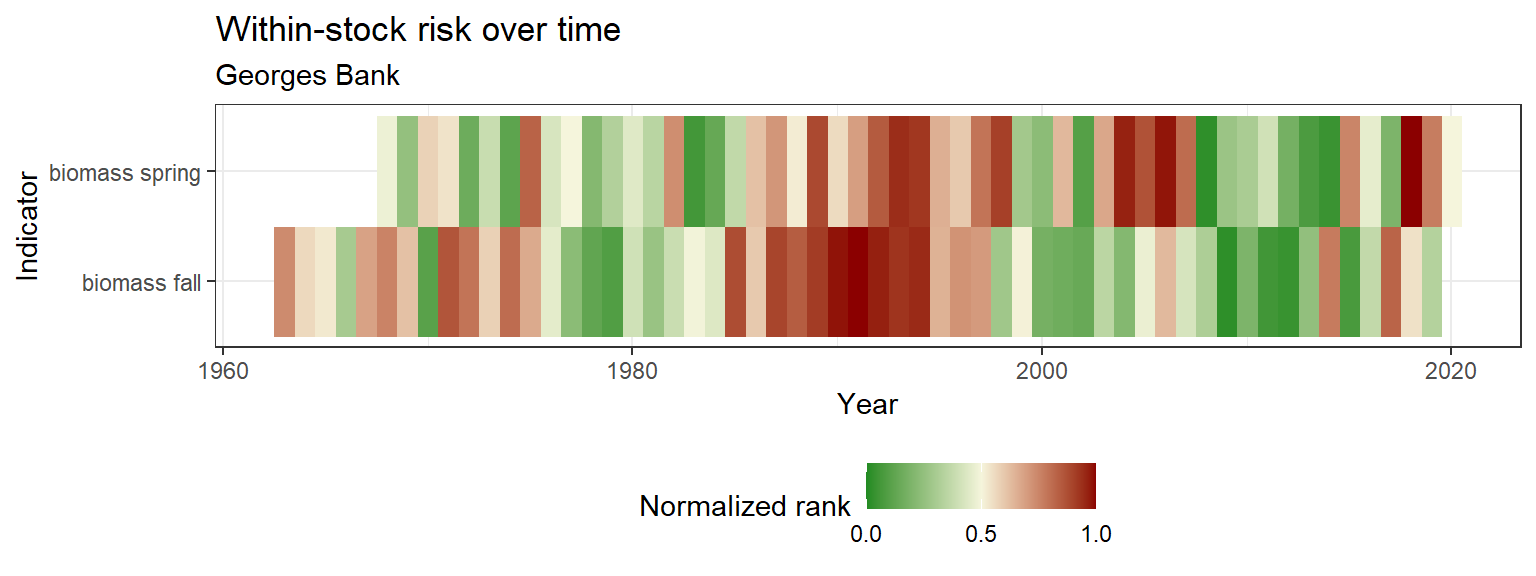 Within-stock risk over time
Georges Bank
Indicator
biomass spring
biomass fall
1960 1980 2000 2020
Year
Normalized rank
0.0 0.5 1.0